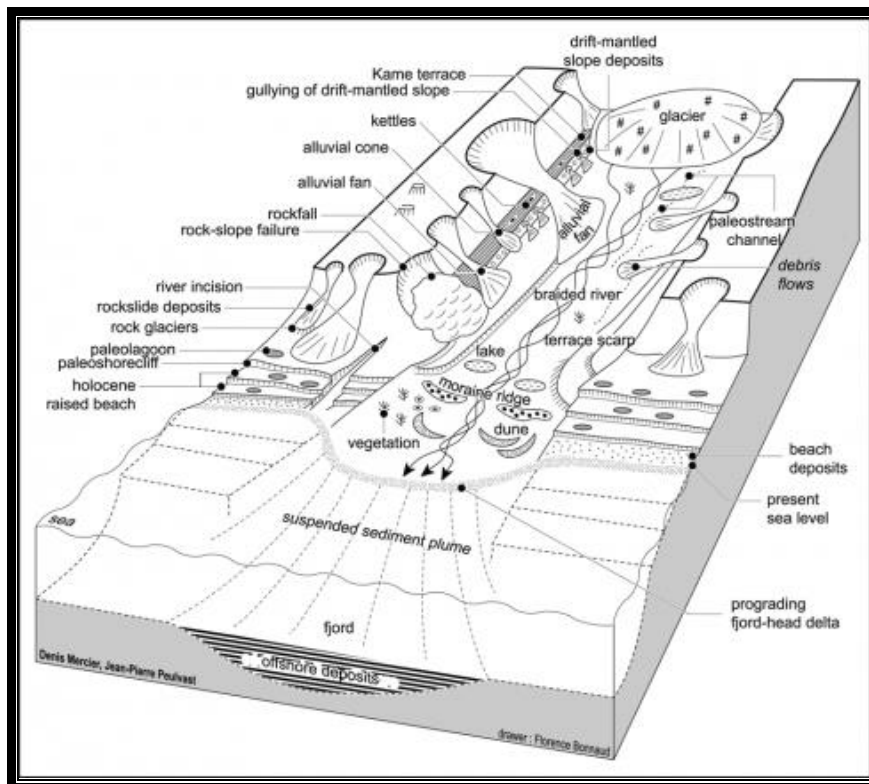 drift-mantled
slope deposits
Kame terrace
gullying of drift-mantled slope
glacier
kettles
alluvial cone
alluvial fan
rockfall
rock-slope failure
alluvial
fan
paleostream
channel
debris
flows
river incision
rockslide deposits
rock glaciers
braided river
terrace scarp
paleolagoon
paleoshorecliff
holocene
raised beach
lake
moraine ridge
dune
vegetation
beach
deposits
present
sea level
sea
suspended sediment plume
prograding
fjord-head delta
fjord
offshore deposits
Denis Mercier, Jean-Pierre Peulvast
drawer : Florence Bonnaud